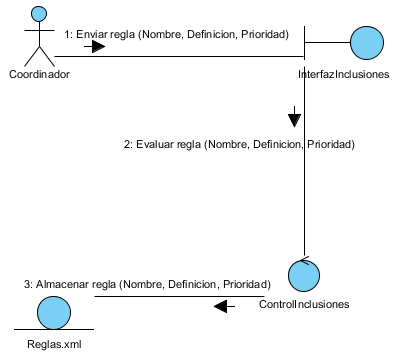 1: Enviar regla (Nombre, Definicion, Prioridad)
Coordinador
InterfazInclusiones
2: Evaluar regla (Nombre, Definicion, Prioridad)
3: Almacenar regla (Nombre, Definicion, Prioridad)
ControlInclusiones
Reglas.xml